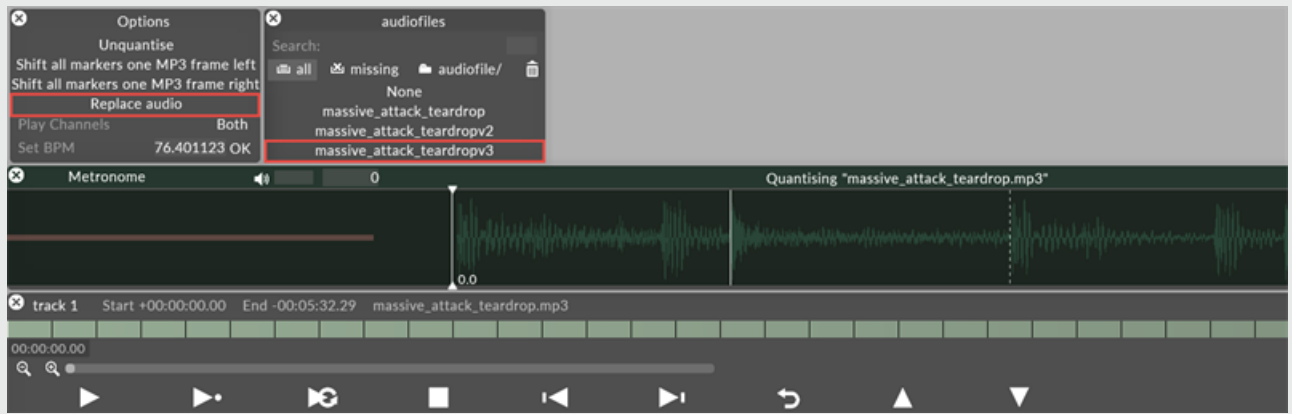 Options
Unquantise
Shift all markers one MP3 frame left
Shift all markers one MP3 frame right
Replace audio
Play Channels Both
Set BPM 76.401123 OK
audiofiles
Search:
all missing audiofile/
None
massive_attack_teardrop
massive_attack_teardropv2
massive_attack_teardropv3
Metronome 0 Quantising "massive_attack_teardrop.mp3"
0.0
track 1 Start +00:00:00.00 End -00:05:32.29 massive_attack_teardrop.mp3
00:00:00.00